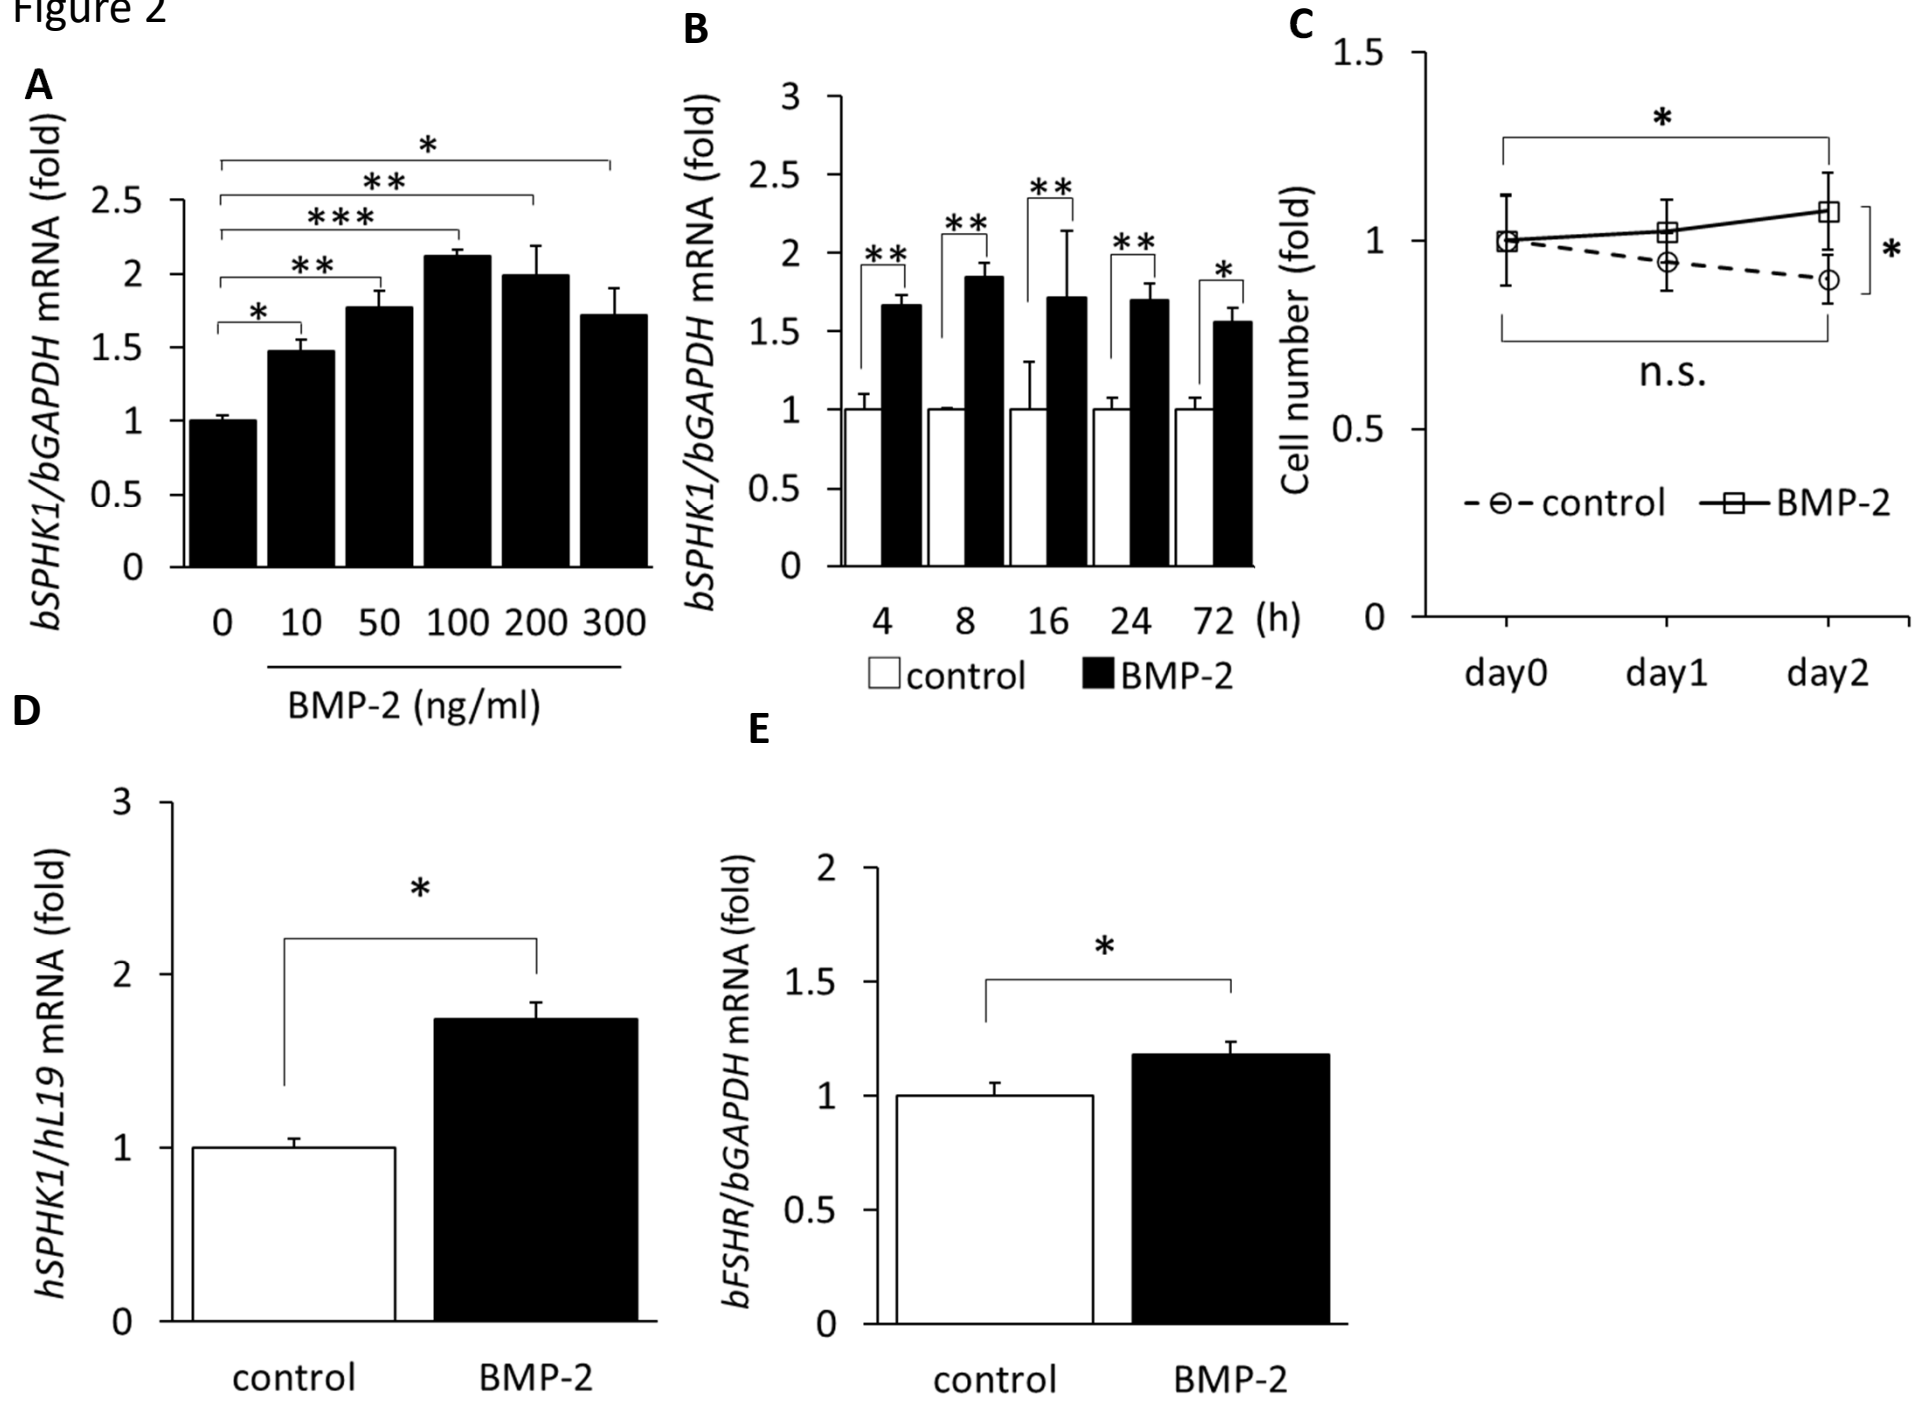 Figure 2
A
bSPHK1/bGAPDH mRNA (fold)
2.5
2
1.5
1
0.5
0
*
**
***
**
*
0 10 50 100 200 300
BMP-2 (ng/ml)
B
bSPHK1/bGAPDH mRNA (fold)
3
2.5
2
1.5
1
0.5
0
** ** ** ** *
4 8 16 24 72 (h)
control BMP-2
C
Cell number (fold)
1.5
1
0.5
0
*
*
n.s.
control BMP-2
day0 day1 day2
D
hSPHK1/hL19 mRNA (fold)
3
2
1
0
*
control BMP-2
E
bFSHR/bGAPDH mRNA (fold)
2
1.5
1
0.5
0
*
control BMP-2